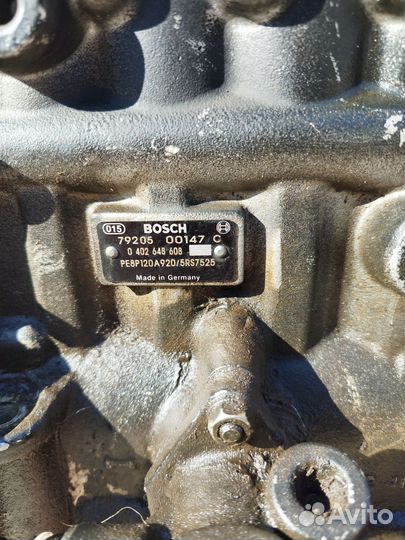 015 BOSCH
79205 00147 C
0 402 648 608
PE8P120A920/5RS7525
Made in Germany
Avito